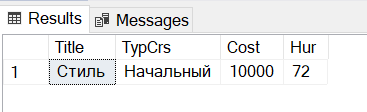 Results Messages
Title TypCrs Cost Hur
1 Стиль Начальный 10000 72